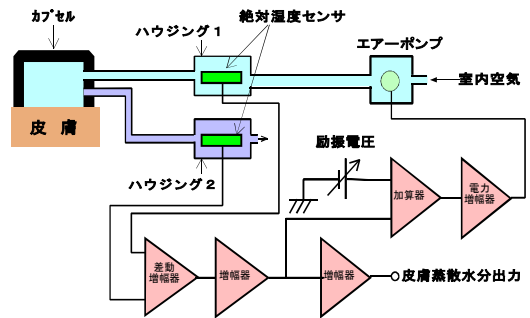 ｶﾌﾟｾﾙ
ハウジング１
絶対湿度センサ
エアーポンプ
室内空気
皮　膚
励振電圧
ハウジング２
加算器
電力
増幅器
差動
増幅器
増幅器
増幅器
皮膚蒸散水分出力